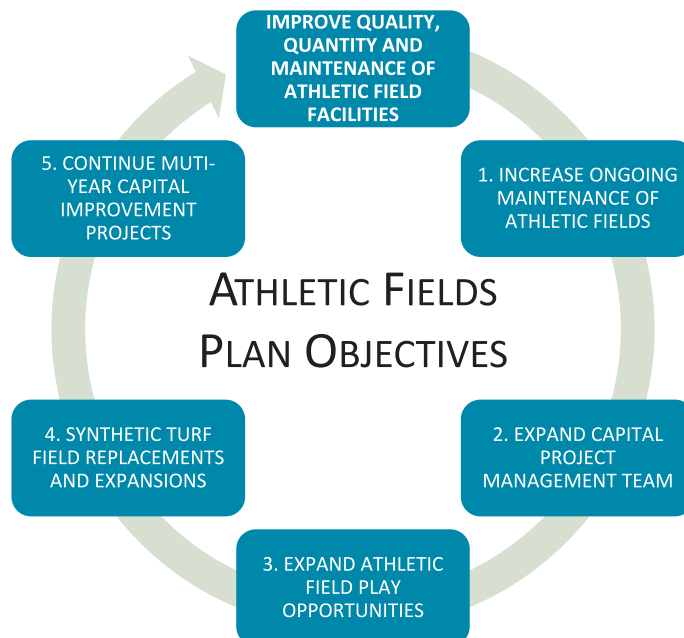 IMPROVE QUALITY,
QUANTITY AND
MAINTENANCE OF
ATHLETIC FIELD
FACILITIES
1. INCREASE ONGOING
MAINTENANCE OF
ATHLETIC FIELDS
2. EXPAND CAPITAL
PROJECT
MANAGEMENT TEAM
3. EXPAND ATHLETIC
FIELD PLAY
OPPORTUNITIES
4. SYNTHETIC TURF
FIELD REPLACEMENTS
AND EXPANSIONS
5. CONTINUE MUTI-
YEAR CAPITAL
IMPROVEMENT
PROJECTS
ATHLETIC FIELDS
PLAN OBJECTIVES